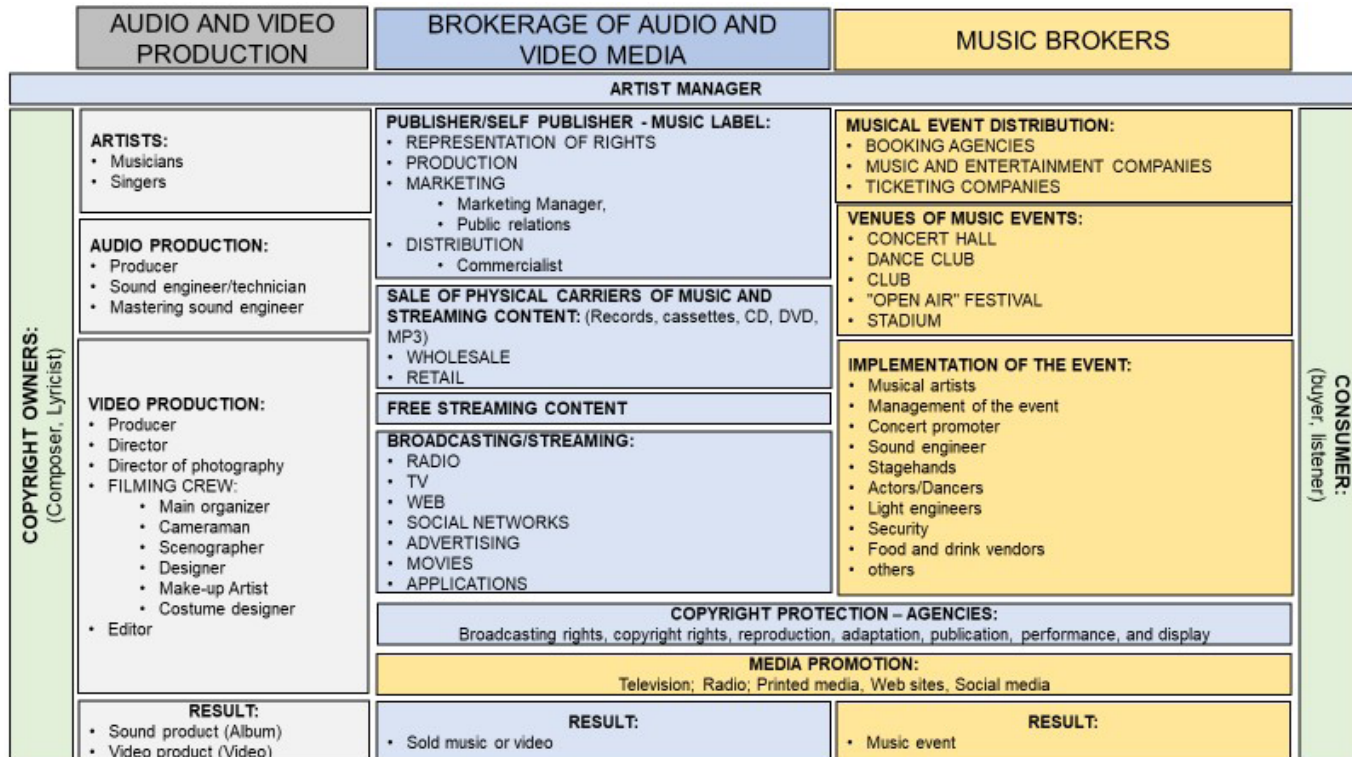 AUDIO AND VIDEO
PRODUCTION
BROKERAGE OF AUDIO AND
VIDEO MEDIA
MUSIC BROKERS
ARTIST MANAGER
COPYRIGHT OWNERS:
(Composer, Lyricist)
ARTISTS:
• Musicians
• Singers
AUDIO PRODUCTION:
• Producer
• Sound engineer/technician
• Mastering sound engineer
VIDEO PRODUCTION:
• Producer
• Director
• Director of photography
• FILMING CREW:
• Main organizer
• Cameraman
• Scenographer
• Designer
• Make-up Artist
• Costume designer
• Editor
RESULT:
• Sound product (Album)
• Video product (Video)
PUBLISHER/SELF PUBLISHER - MUSIC LABEL:
• REPRESENTATION OF RIGHTS
• PRODUCTION
• MARKETING
• Marketing Manager,
• Public relations
• DISTRIBUTION
• Commercialist
SALE OF PHYSICAL CARRIERS OF MUSIC AND
STREAMING CONTENT: (Records, cassettes, CD, DVD,
MP3)
• WHOLESALE
• RETAIL
FREE STREAMING CONTENT
BROADCASTING/STREAMING:
• RADIO
• TV
• WEB
• SOCIAL NETWORKS
• ADVERTISING
• MOVIES
• APPLICATIONS
MUSICAL EVENT DISTRIBUTION:
• BOOKING AGENCIES
• MUSIC AND ENTERTAINMENT COMPANIES
• TICKETING COMPANIES
VENUES OF MUSIC EVENTS:
• CONCERT HALL
• DANCE CLUB
• CLUB
• "OPEN AIR" FESTIVAL
• STADIUM
IMPLEMENTATION OF THE EVENT:
• Musical artists
• Management of the event
• Concert promoter
• Sound engineer
• Stagehands
• Actors/Dancers
• Light engineers
• Security
• Food and drink vendors
• others
COPYRIGHT PROTECTION – AGENCIES:
Broadcasting rights, copyright rights, reproduction, adaptation, publication, performance, and display
MEDIA PROMOTION:
Television; Radio; Printed media, Web sites, Social media
RESULT:
• Sold music or video
RESULT:
• Music event
CONSUMER:
(buyer, listener)